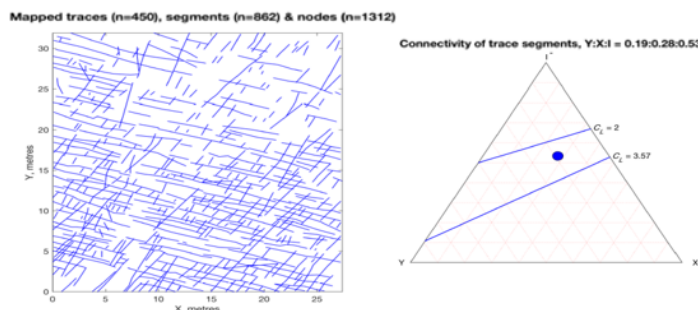 Mapped traces (n=450), segments (n=862) & nodes (n=1312)
Connectivity of trace segments, Y:X:I = 0.19:0.28:0.53
I
C_L = 2
C_L = 3.57
Y
X
Y, metres
30
25
20
15
10
5
0
0
5
10
15
20
25
X, metres